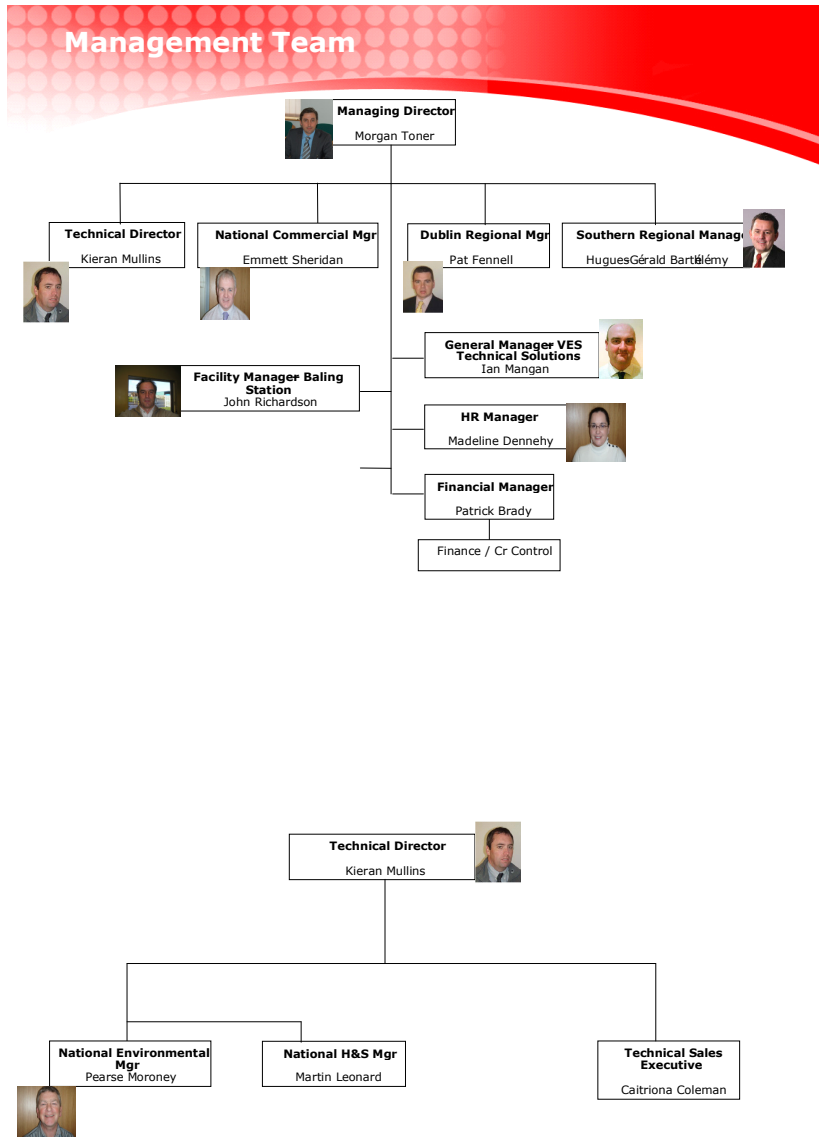 Management Team
Managing Director
Morgan Toner
Technical Director
Kieran Mullins
National Commercial Mgr
Emmett Sheridan
Dublin Regional Mgr
Pat Fennell
Southern Regional Manage
Hugues-Gérald Barthélémy
General Manager- VES
Technical Solutions
Ian Mangan
Facility Manager- Baling
Station
John Richardson
HR Manager
Madeline Dennehy
Financial Manager
Patrick Brady
Finance / Cr Control
Technical Director
Kieran Mullins
National Environmental
Mgr
Pearse Moroney
National H&S Mgr
Martin Leonard
Technical Sales
Executive
Caitriona Coleman